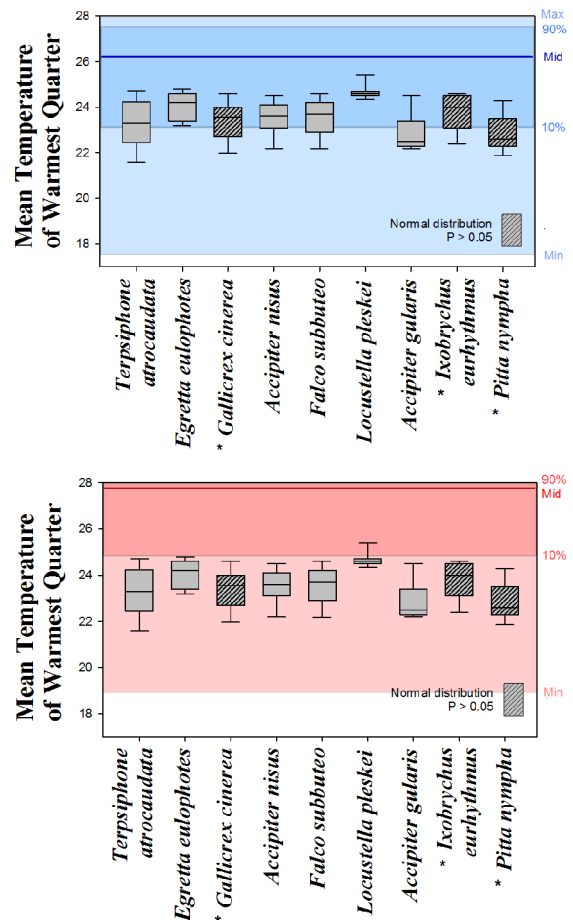 Mean Temperature
of Warmest Quarter
28
26
24
22
20
18
Max
90%
Mid
10%
Min
Normal distribution
P > 0.05
Terpsiphone
atrocaudata
Egretta eulophotes
* Gallicrex cinerea
Accipiter nisus
Falco subbuteo
Locustella pleskei
Accipiter gularis
* Ixobrychus
eurhythmus
* Pitta nympha
Mean Temperature
of Warmest Quarter
28
26
24
22
21
19
18
90%
Mid
10%
Min
Normal distribution
P > 0.05
Terpsiphone
atrocaudata
Egretta eulophotes
* Gallicrex cinerea
Accipiter nisus
Falco subbuteo
Locustella pleskei
Accipiter gularis
* Ixobrychus
eurhythmus
* Pitta nympha